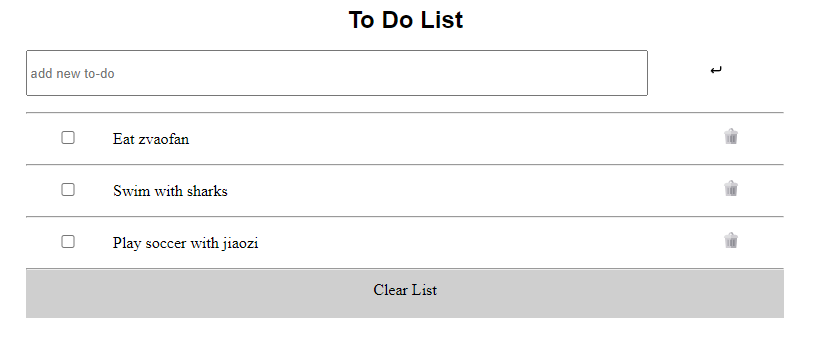 To Do List
add new to-do
Eat zvaofan
Swim with sharks
Play soccer with jiaozi
Clear List